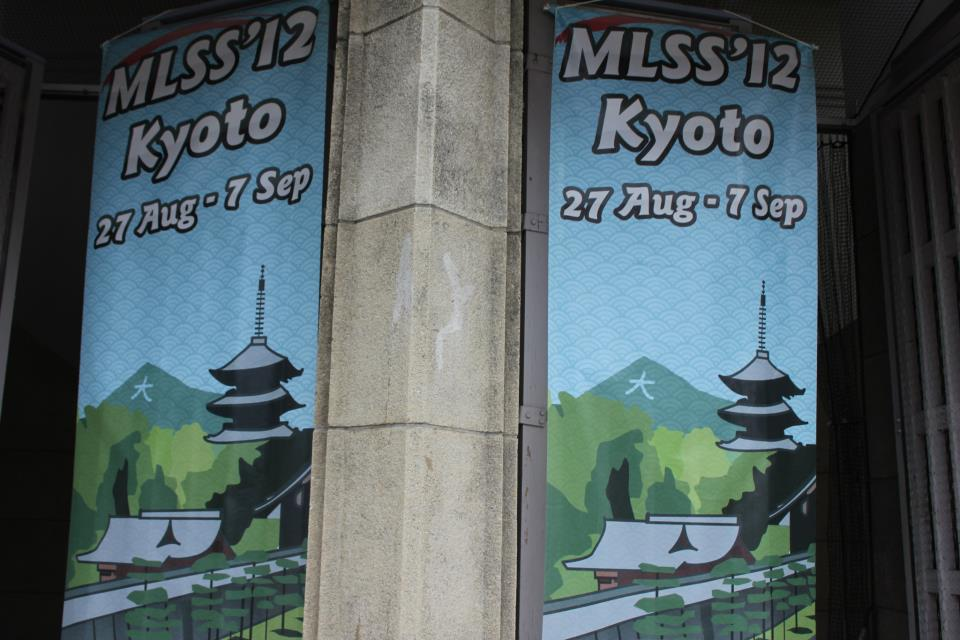 MLSS'12
Kyoto
27 Aug - 7 Sep
大
MLSS'12
Kyoto
27 Aug - 7 Sep
大